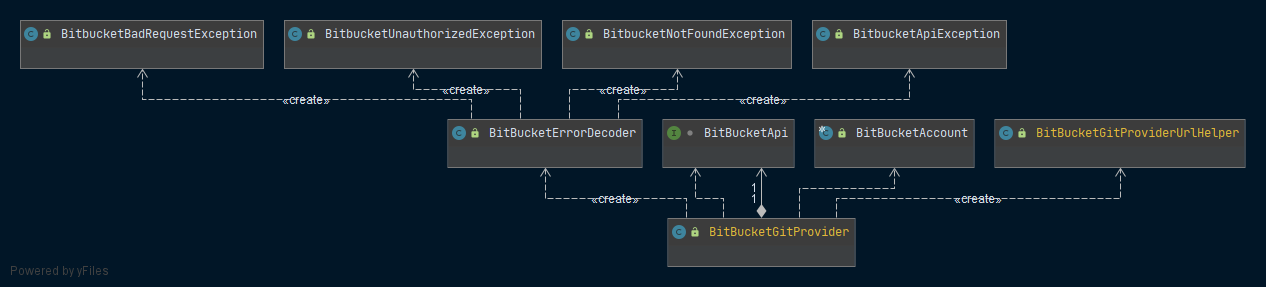 BitbucketBadRequestException
BitbucketUnauthorizedException
BitbucketNotFoundException
BitbucketApiException
«create»
«create»
«create»
«create»
BitBucketErrorDecoder
BitBucketApi
BitBucketAccount
BitBucketGitProviderUrlHelper
1
1
«create»
«create»
BitBucketGitProvider
Powered by yFiles